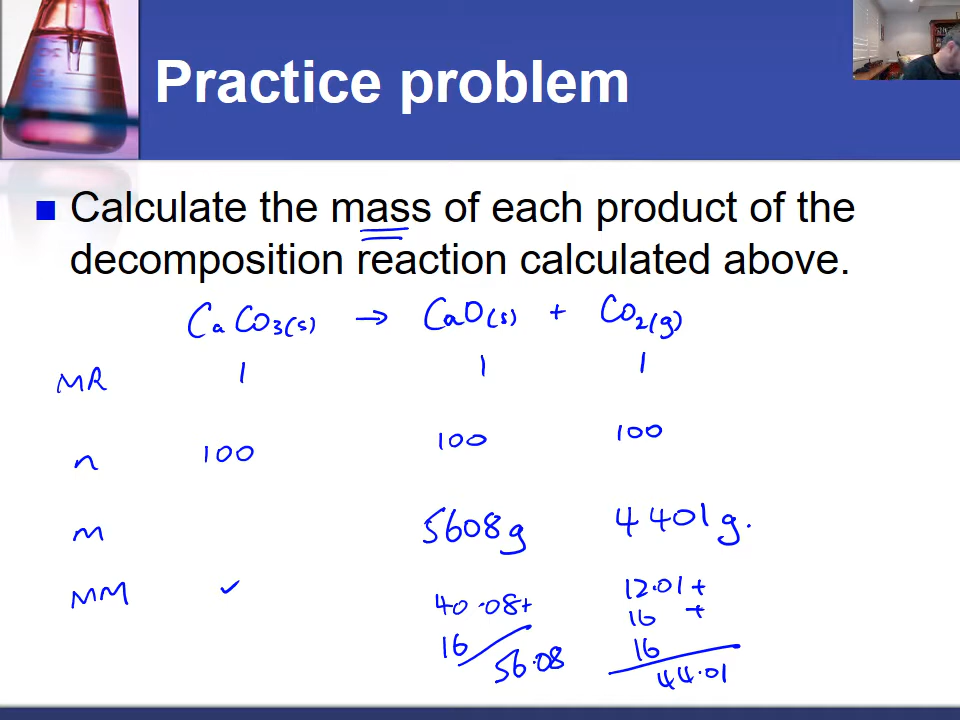 Practice problem
Calculate the mass of each product of the
decomposition reaction calculated above.
CaCO3(s) → CaO(s) + CO2(g)
MR 1 1 1
n 100 100 100
m 5608g 4401g.
MM ✓ 40.08+ 12.01+
16 16 +
56.08 16
44.01